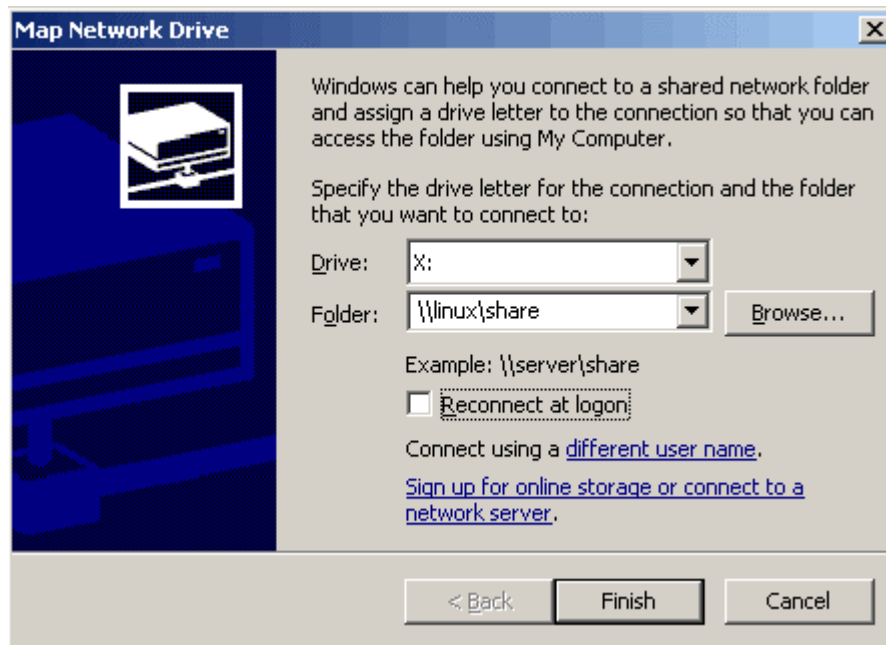 Map Network Drive
Windows can help you connect to a shared network folder
and assign a drive letter to the connection so that you can
access the folder using My Computer.
Specify the drive letter for the connection and the folder
that you want to connect to:
Drive: X:
Folder: \\linux\share Browse...
Example: \\server\share
Reconnect at logon
Connect using a different user name.
Sign up for online storage or connect to a
network server.
< Back Finish Cancel